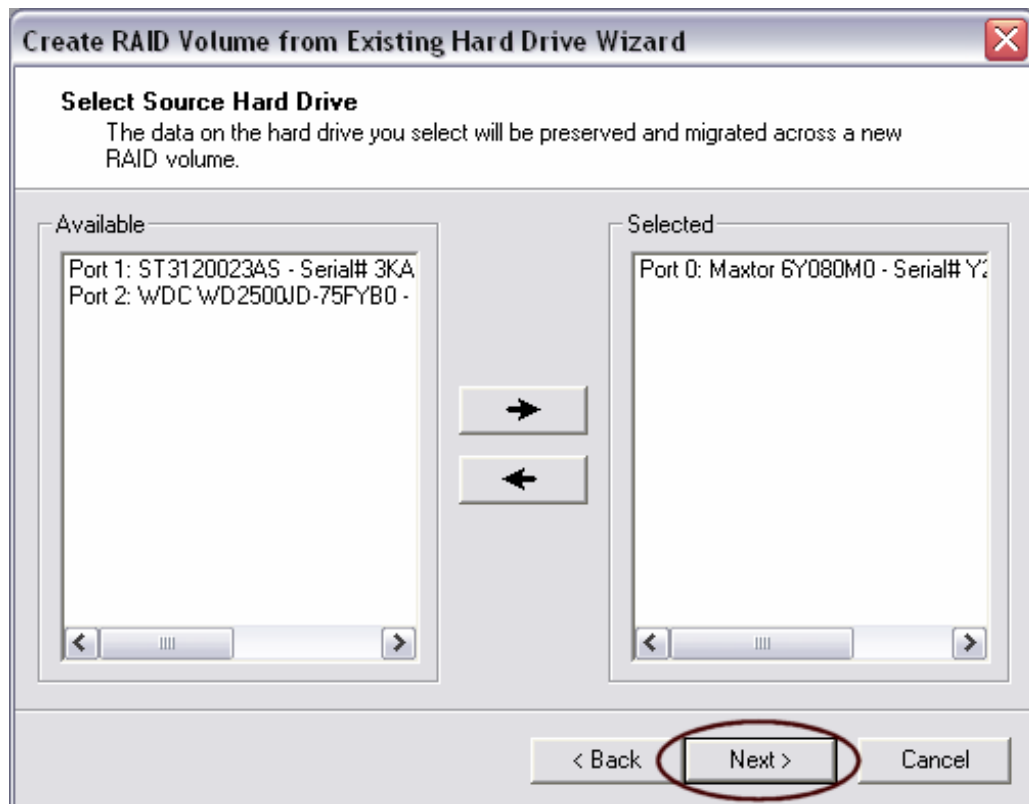 Create RAID Volume from Existing Hard Drive Wizard
Select Source Hard Drive
The data on the hard drive you select will be preserved and migrated across a new
RAID volume.
Available
Port 1: ST3120023AS - Serial# 3KA
Port 2: WDC WD2500JD-75FYB0 -
Selected
Port 0: Maxtor 6Y080M0 - Serial# Y2
< Back
Next >
Cancel